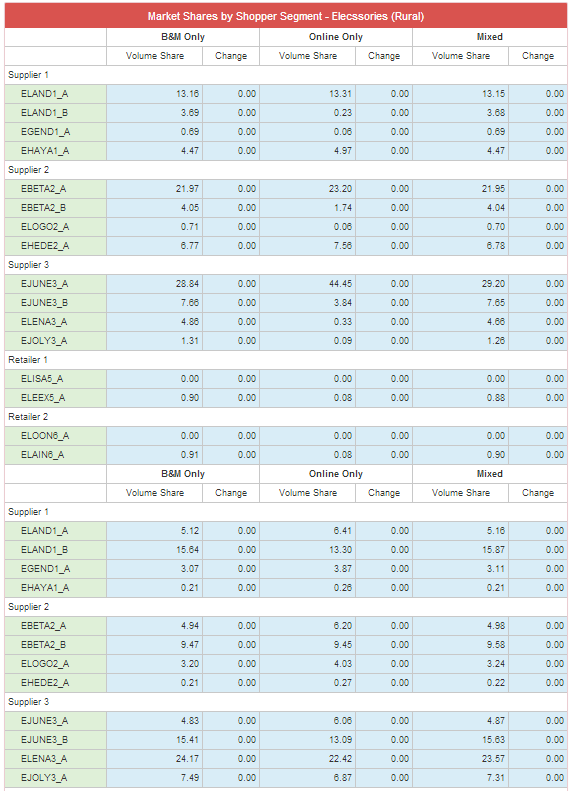 Market Shares by Shopper Segment - Elecssories (Rural)
B&M Only Online Only Mixed
Volume Share Change Volume Share Change Volume Share Change
Supplier 1
ELAND1_A 13.16 0.00 13.31 0.00 13.15 0.00
ELAND1_B 3.69 0.00 0.23 0.00 3.68 0.00
EGEND1_A 0.69 0.00 0.06 0.00 0.69 0.00
EHAYA1_A 4.47 0.00 4.97 0.00 4.47 0.00
Supplier 2
EBETA2_A 21.97 0.00 23.20 0.00 21.95 0.00
EBETA2_B 4.05 0.00 1.74 0.00 4.04 0.00
ELOGO2_A 0.71 0.00 0.06 0.00 0.70 0.00
EHEDE2_A 6.77 0.00 7.56 0.00 6.78 0.00
Supplier 3
EJUNE3_A 28.84 0.00 44.45 0.00 29.20 0.00
EJUNE3_B 7.66 0.00 3.84 0.00 7.65 0.00
ELENA3_A 4.86 0.00 0.33 0.00 4.66 0.00
EJOLY3_A 1.31 0.00 0.09 0.00 1.26 0.00
Retailer 1
ELISA5_A 0.00 0.00 0.00 0.00 0.00 0.00
ELEEX5_A 0.90 0.00 0.08 0.00 0.88 0.00
Retailer 2
ELOON6_A 0.00 0.00 0.00 0.00 0.00 0.00
ELAIN6_A 0.91 0.00 0.08 0.00 0.90 0.00
B&M Only Online Only Mixed
Volume Share Change Volume Share Change Volume Share Change
Supplier 1
ELAND1_A 5.12 0.00 6.41 0.00 5.16 0.00
ELAND1_B 15.64 0.00 13.30 0.00 15.87 0.00
EGEND1_A 3.07 0.00 3.87 0.00 3.11 0.00
EHAYA1_A 0.21 0.00 0.26 0.00 0.21 0.00
Supplier 2
EBETA2_A 4.94 0.00 6.20 0.00 4.98 0.00
EBETA2_B 9.47 0.00 9.45 0.00 9.58 0.00
ELOGO2_A 3.20 0.00 4.03 0.00 3.24 0.00
EHEDE2_A 0.21 0.00 0.27 0.00 0.22 0.00
Supplier 3
EJUNE3_A 4.83 0.00 6.06 0.00 4.87 0.00
EJUNE3_B 15.41 0.00 13.09 0.00 15.63 0.00
ELENA3_A 24.17 0.00 22.42 0.00 23.57 0.00
EJOLY3_A 7.49 0.00 6.87 0.00 7.31 0.00